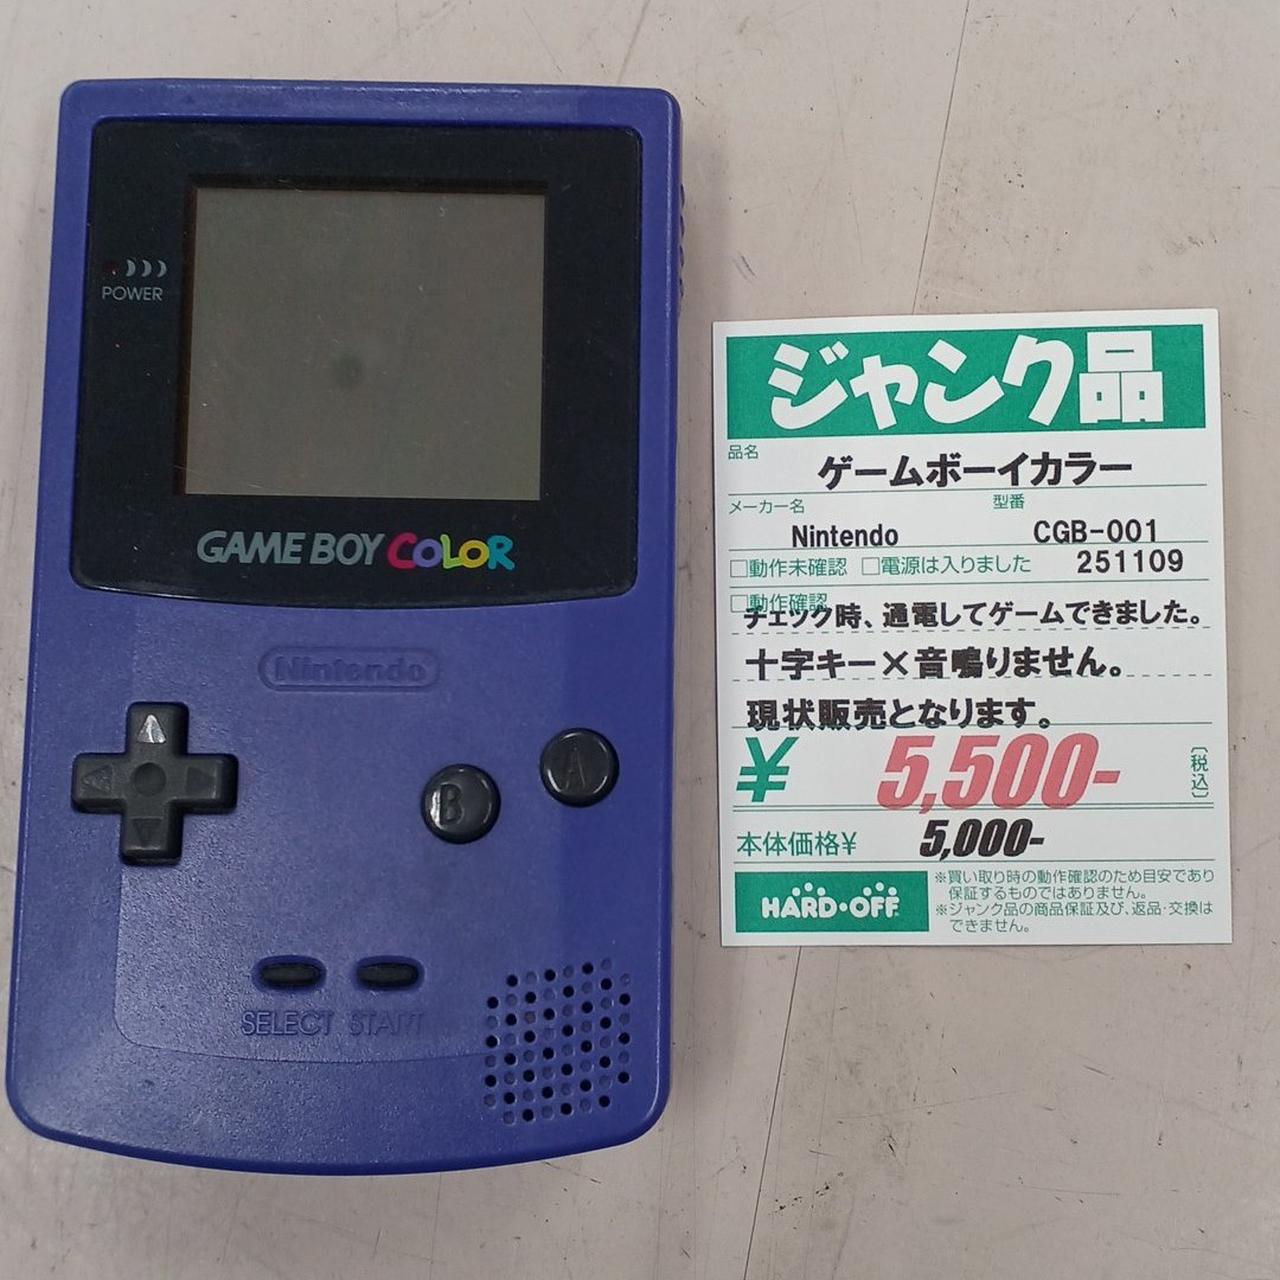 POWER
GAME BOY COLOR
Nintendo
B
A
SELECT START
ジャンク品
品名
ゲームボーイカラー
メーカー名 型番
Nintendo CGB-001
□動作未確認 □電源は入りました 251109
□動作確認
チェック時、通電してゲームできました。
十字キー×音鳴りません。
現状販売となります。
¥ 5,500- 〔税込〕
本体価格¥ 5,000-
HARD・OFF
※買い取り時の動作確認のため目安であり
保証するものではありません。
※ジャンク品の商品保証及び、返品・交換は
できません。